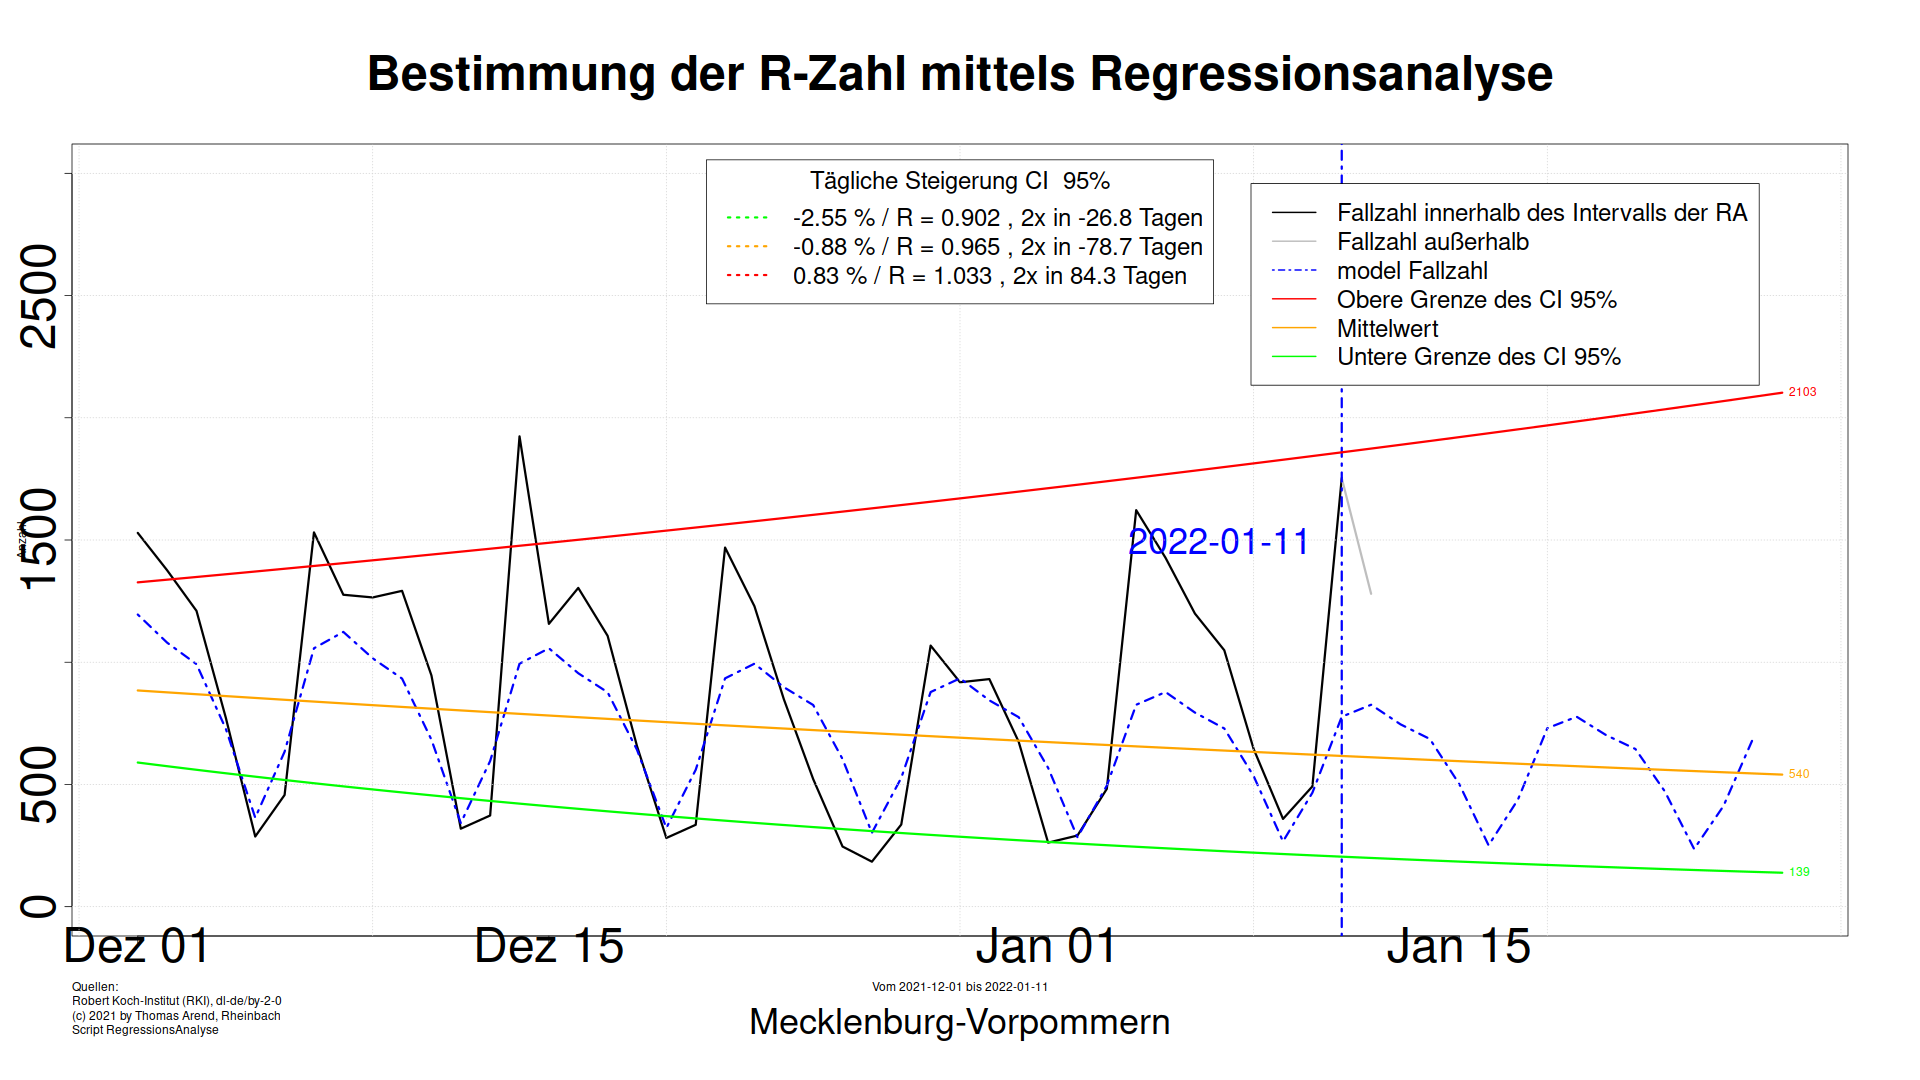 Bestimmung der R-Zahl mittels Regressionsanalyse
Tägliche Steigerung CI  95%
-2.55 % / R = 0.902 , 2x in -26.8 Tagen
-0.88 % / R = 0.965 , 2x in -78.7 Tagen
0.83 % / R = 1.033 , 2x in 84.3 Tagen
Fallzahl innerhalb des Intervalls der RA
Fallzahl außerhalb
model Fallzahl
Obere Grenze des CI 95%
Mittelwert
Untere Grenze des CI 95%
2500
1500
500
0
Anzahl
2103
2022-01-11
540
139
Dez 01
Dez 15
Jan 01
Jan 15
Quellen:
Robert Koch-Institut (RKI), dl-de/by-2-0
(c) 2021 by Thomas Arend, Rheinbach
Script RegressionsAnalyse
Vom 2021-12-01 bis 2022-01-11
Mecklenburg-Vorpommern